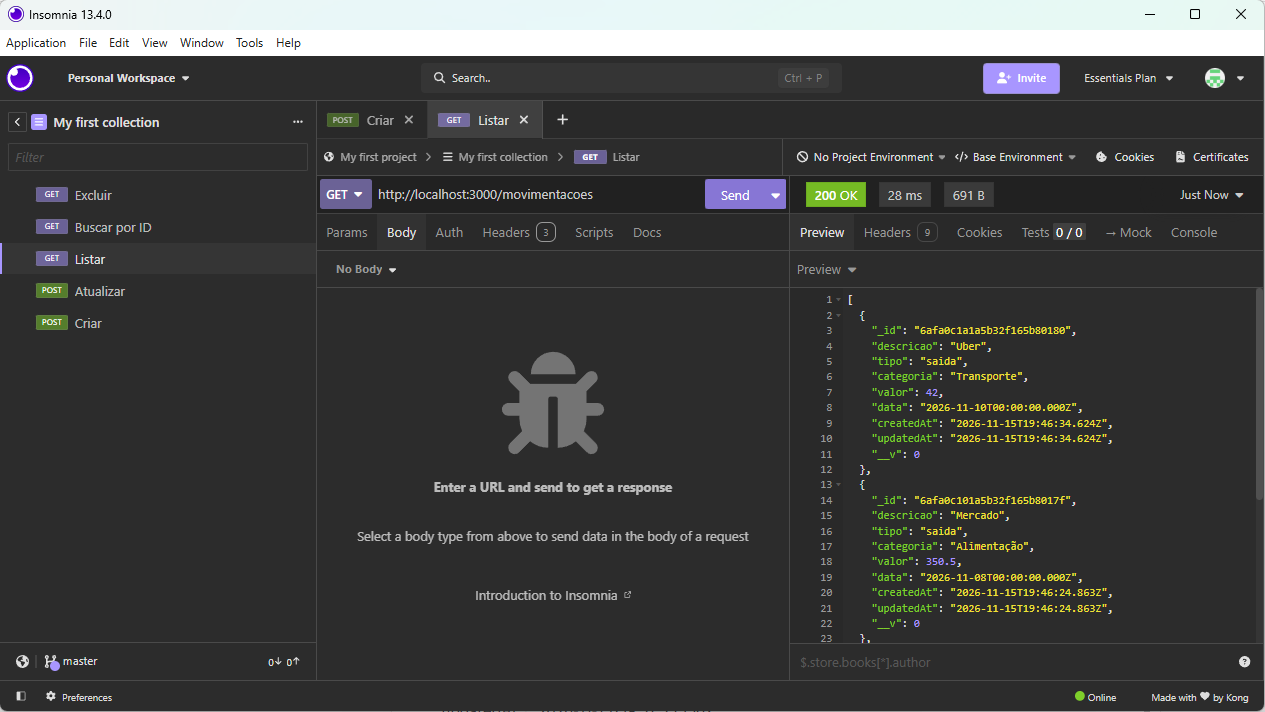 Insomnia 13.4.0
Application File Edit View Window Tools Help
Personal Workspace
Search..
Ctrl + P
Invite
Essentials Plan
My first collection
Filter
GET Excluir
GET Buscar por ID
GET Listar
POST Atualizar
POST Criar
master
0 0
POST Criar
GET Listar
My first project
My first collection
GET Listar
No Project Environment
</> Base Environment
Cookies
Certificates
GET http://localhost:3000/movimentacoes
Send
Params Body Auth Headers 3 Scripts Docs
No Body
Enter a URL and send to get a response
Select a body type from above to send data in the body of a request
Introduction to Insomnia
200 OK 28 ms 691 B
Just Now
Preview Headers 9 Cookies Tests 0 / 0 → Mock Console
Preview
1 [
2 {
3 "_id": "6afa0c1a1a5b32f165b80180",
4 "descricao": "Uber",
5 "tipo": "saida",
6 "categoria": "Transporte",
7 "valor": 42,
8 "data": "2026-11-10T00:00:00.000Z",
9 "createdAt": "2026-11-15T19:46:34.624Z",
10 "updatedAt": "2026-11-15T19:46:34.624Z",
11 "__v": 0
12 },
13 {
14 "_id": "6afa0c101a5b32f165b8017f",
15 "descricao": "Mercado",
16 "tipo": "saida",
17 "categoria": "Alimentação",
18 "valor": 350.5,
19 "data": "2026-11-08T00:00:00.000Z",
20 "createdAt": "2026-11-15T19:46:24.863Z",
21 "updatedAt": "2026-11-15T19:46:24.863Z",
22 "__v": 0
23 },
$.store.books[*].author
Preferences
Online
Made with ♥ by Kong